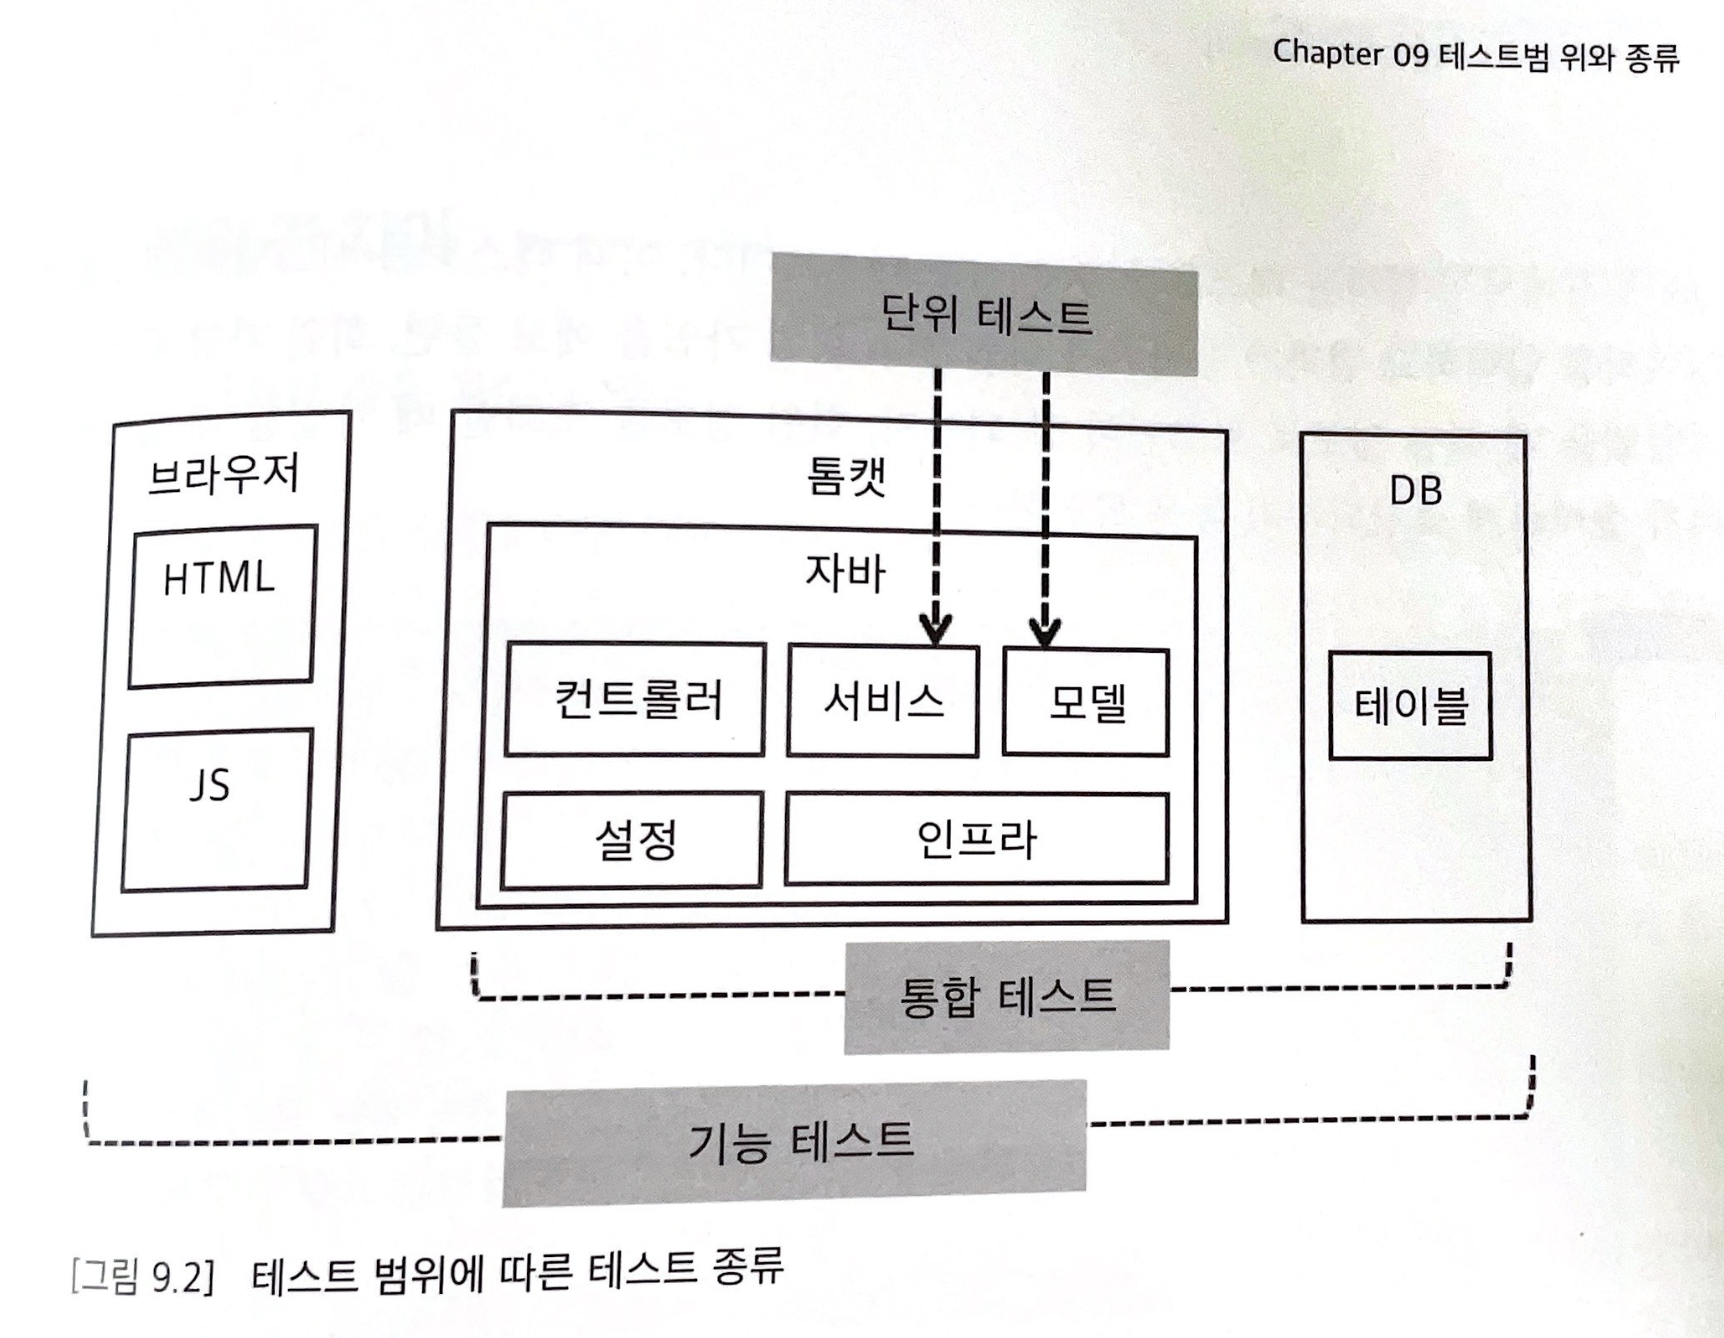 Chapter 09 테스트범 위와 종류
단위 테스트
브라우저
HTML
JS
톰캣
자바
컨트롤러
서비스
모델
설정
인프라
DB
테이블
통합 테스트
기능 테스트
[그림 9.2] 테스트 범위에 따른 테스트 종류